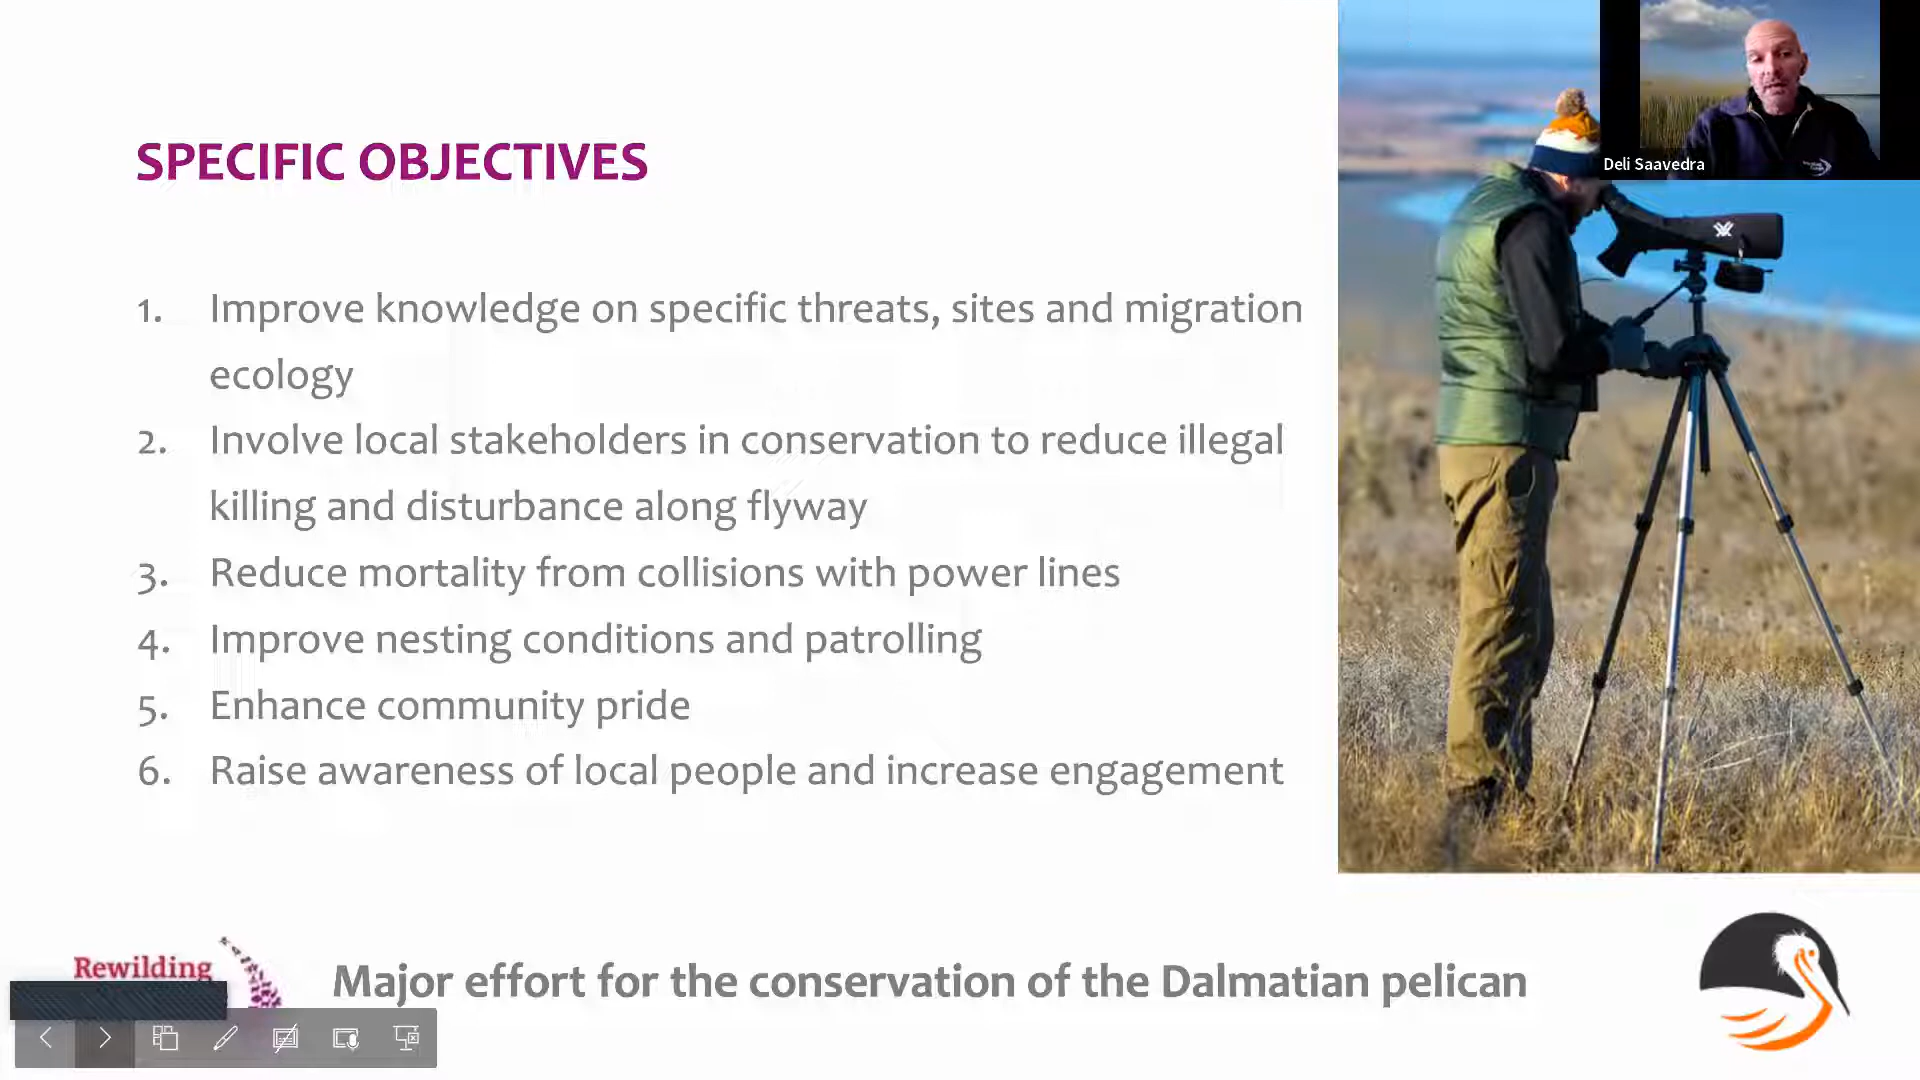 Deli Saavedra
SPECIFIC OBJECTIVES
1. Improve knowledge on specific threats, sites and migration
ecology
2. Involve local stakeholders in conservation to reduce illegal
killing and disturbance along flyway
3. Reduce mortality from collisions with power lines
4. Improve nesting conditions and patrolling
5. Enhance community pride
6. Raise awareness of local people and increase engagement
Rewilding
Major effort for the conservation of the Dalmatian pelican